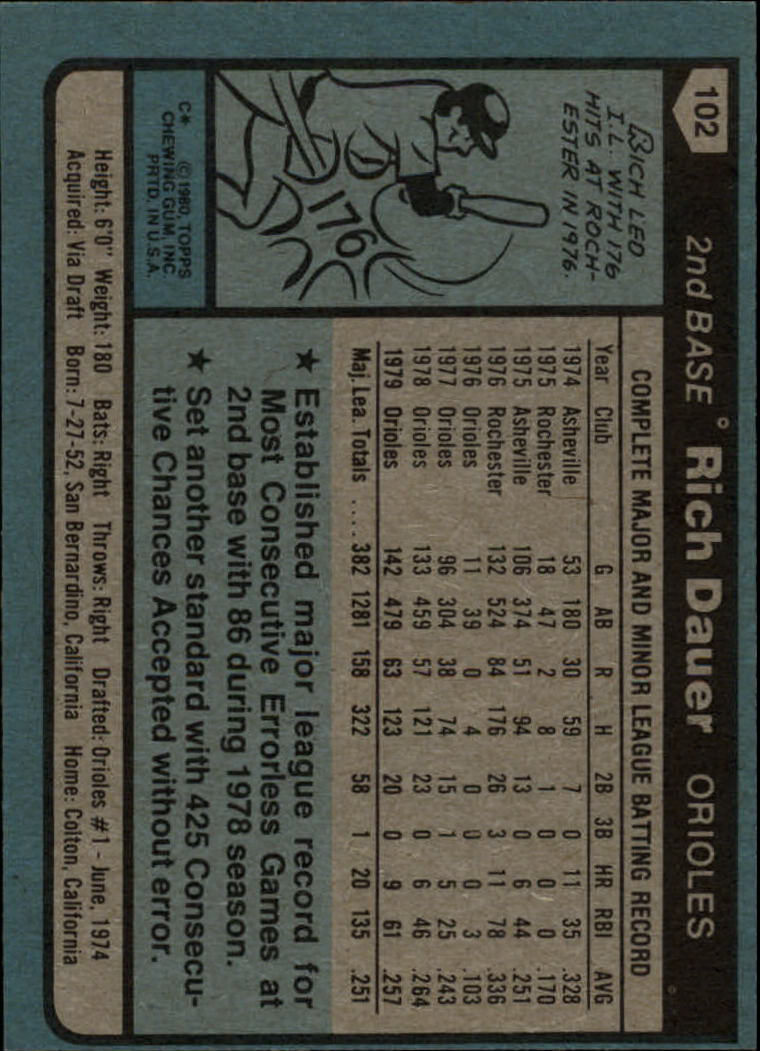 102
2nd BASE Rich Dauer ORIOLES
RICH LED
I.L. WITH 176
HITS AT ROCH-
ESTER IN 1976.
176
C* © 1980, TOPPS
CHEWING GUM, INC.
PRTD. IN U.S.A.
COMPLETE MAJOR AND MINOR LEAGUE BATTING RECORD
Year Club G AB R H 2B 3B HR RBI AVG
1974 Asheville 53 180 30 59 7 0 11 35 .328
1975 Rochester 18 47 2 8 1 0 0 0 .170
1975 Asheville 106 374 51 94 13 0 6 44 .251
1976 Rochester 132 524 84 176 26 3 11 78 .336
1976 Orioles 11 39 0 4 0 0 0 3 .103
1977 Orioles 96 304 38 74 15 1 5 25 .243
1978 Orioles 133 459 57 121 23 0 6 46 .264
1979 Orioles 142 479 63 123 20 0 9 61 .257
Maj. Lea. Totals .... 382 1281 158 322 58 1 20 135 .251
★ Established major league record for
Most Consecutive Errorless Games at
2nd base with 86 during 1978 season.
★ Set another standard with 425 Consecu-
tive Chances Accepted without error.
Height: 6'0" Weight: 180 Bats: Right Throws: Right Drafted: Orioles #1 - June, 1974
Acquired: Via Draft Born: 7-27-52, San Bernardino, California Home: Colton, California